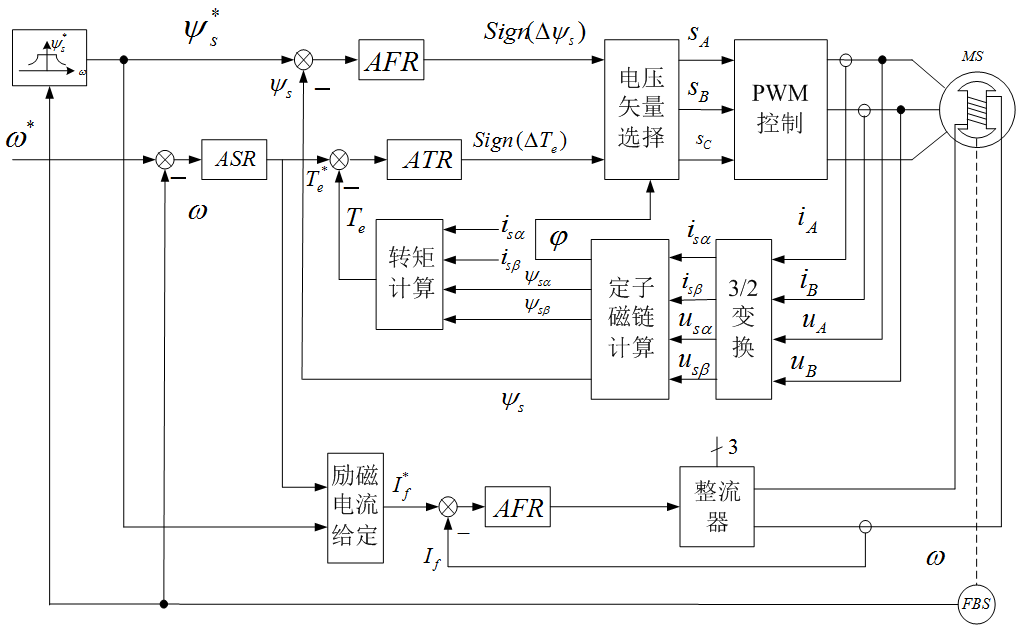 ψs*
ω
ψs*
ψs
−
AFR
Sign(Δψs)
电压
矢量
选择
sA
sB
sC
PWM
控制
MS
ω*
−
ω
ASR
Te*
−
ATR
Sign(ΔTe)
Te
转矩
计算
isα
isβ
ψsα
ψsβ
φ
定子
磁链
计算
isα
isβ
usα
usβ
3/2
变
换
iA
iB
uA
uB
ψs
励磁
电流
给定
If*
−
If
AFR
3
整流
器
ω
FBS